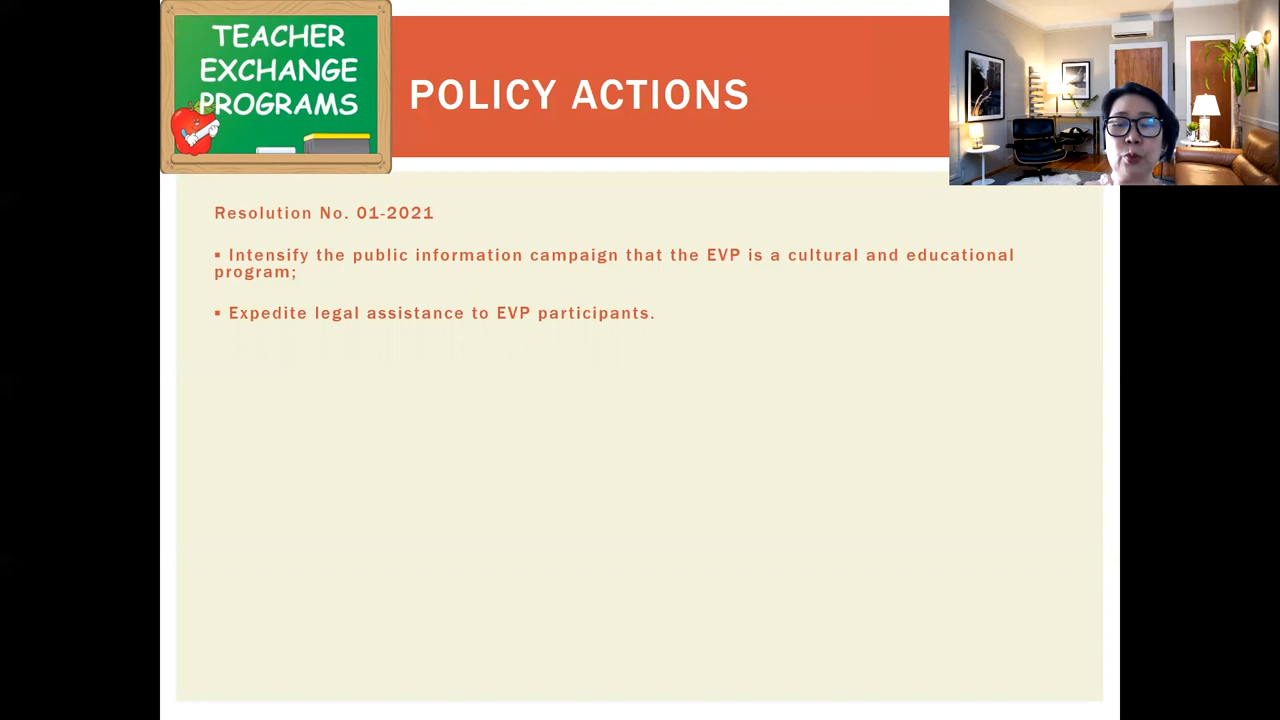 TEACHER
EXCHANGE
PROGRAMS
POLICY ACTIONS
Resolution No. 01-2021
▪ Intensify the public information campaign that the EVP is a cultural and educational
program;
▪ Expedite legal assistance to EVP participants.